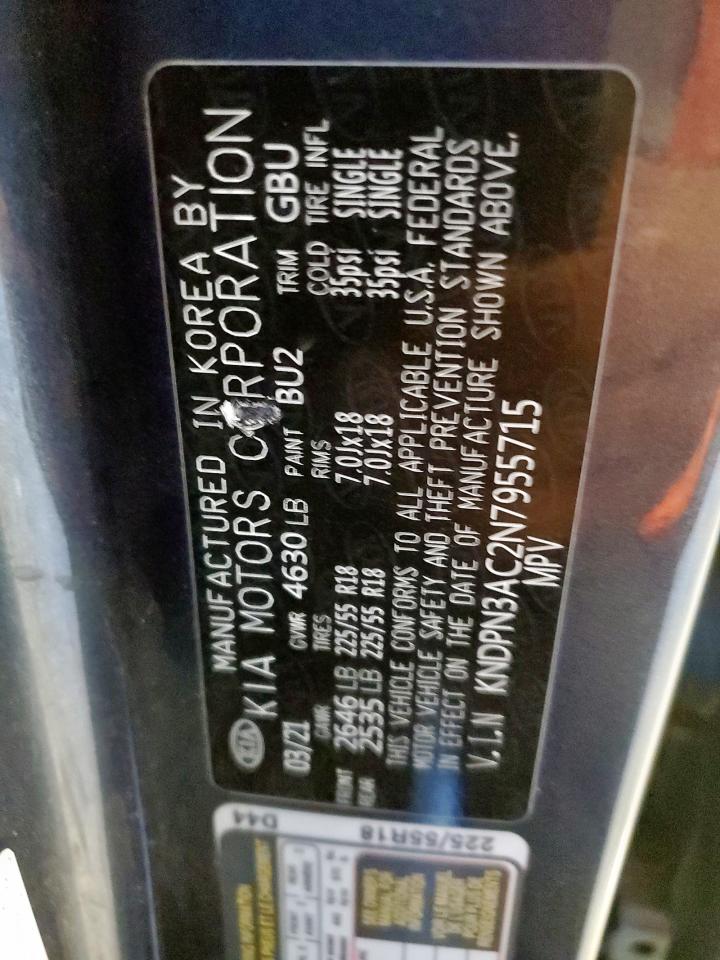 KIA
MANUFACTURED IN KOREA BY
KIA MOTORS CORPORATION
03/21 GVWR 4630 LB PAINT BU2 TRIM GBU
GAWR TIRES RIMS COLD TIRE INFL
FRONT 2646 LB 225/55 R18 7.0Jx18 35psi SINGLE
REAR 2535 LB 225/55 R18 7.0Jx18 35psi SINGLE
THIS VEHICLE CONFORMS TO ALL APPLICABLE U.S.A. FEDERAL
MOTOR VEHICLE SAFETY AND THEFT PREVENTION STANDARDS
IN EFFECT ON THE DATE OF MANUFACTURE SHOWN ABOVE.
V.I.N KNDPN3AC2N7955715
MPV
225/55R18
D44
INFORMATION